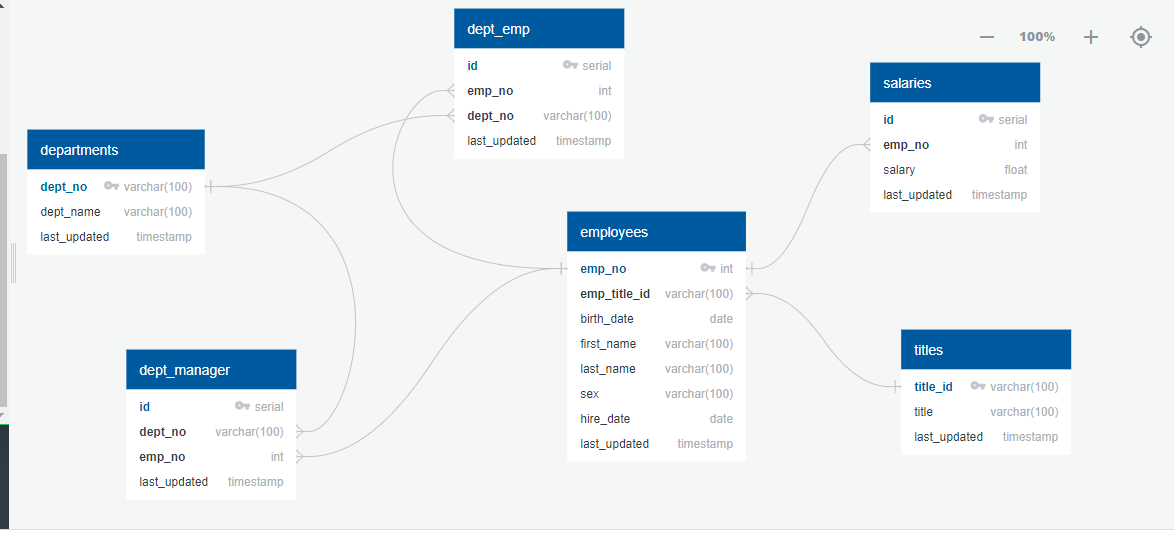 dept_emp
id serial
emp_no int
dept_no varchar(100)
last_updated timestamp
100%
salaries
id serial
emp_no int
salary float
last_updated timestamp
departments
dept_no varchar(100)
dept_name varchar(100)
last_updated timestamp
employees
emp_no int
emp_title_id varchar(100)
birth_date date
first_name varchar(100)
last_name varchar(100)
sex varchar(100)
hire_date date
last_updated timestamp
dept_manager
id serial
dept_no varchar(100)
emp_no int
last_updated timestamp
titles
title_id varchar(100)
title varchar(100)
last_updated timestamp